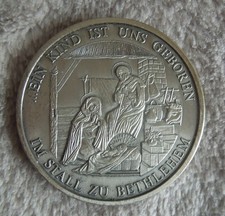 ...EIN KIND IST UNS GEBOREN
IM STALL ZU BETHLEHEM